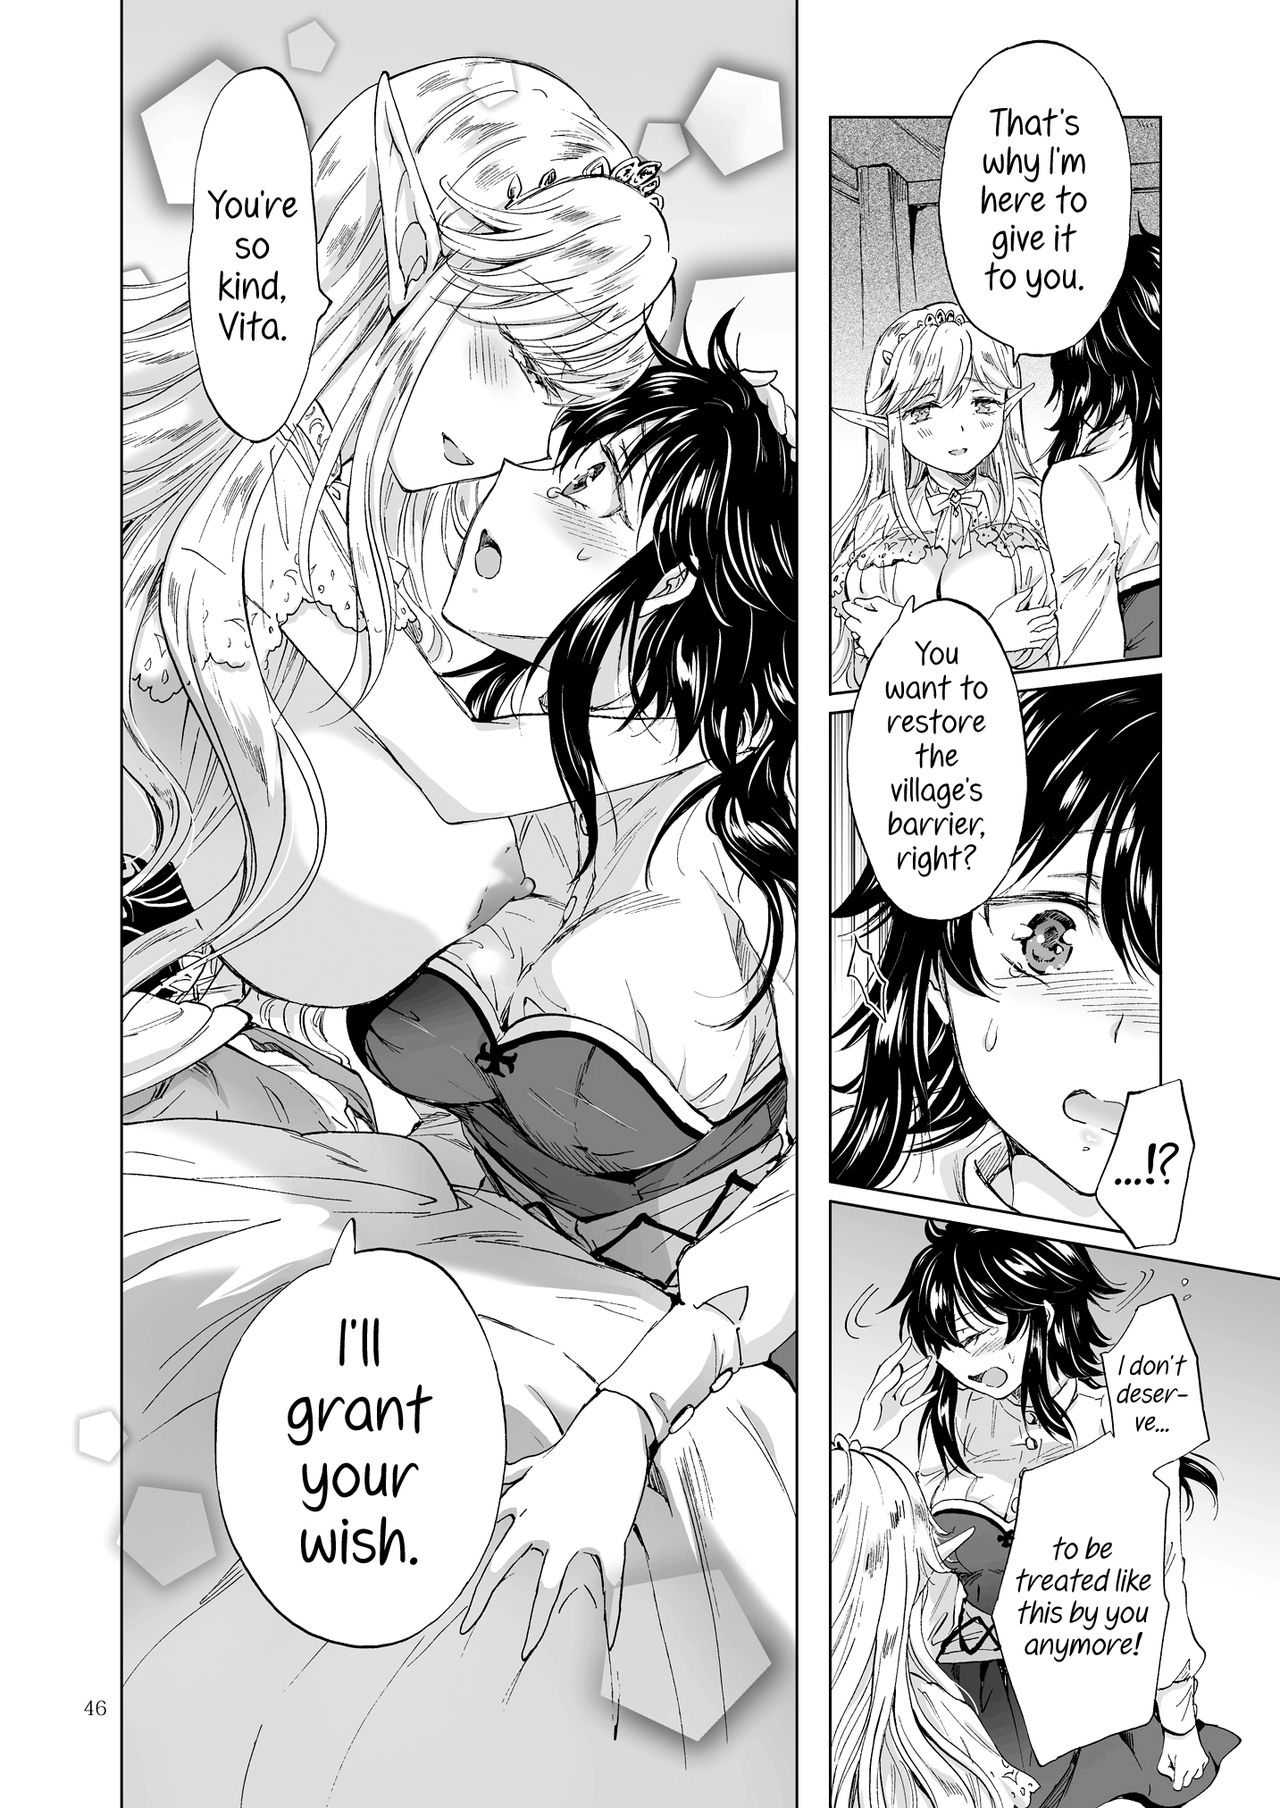 That's
why I'm
here to
give it
to you.
You
want to
restore
the
village's
barrier,
right?
...!?
I don't
deser-
ve...
to be
treated like
this by you
anymore!
You're
so
kind,
Vita.
I'll
grant
your
wish.
46